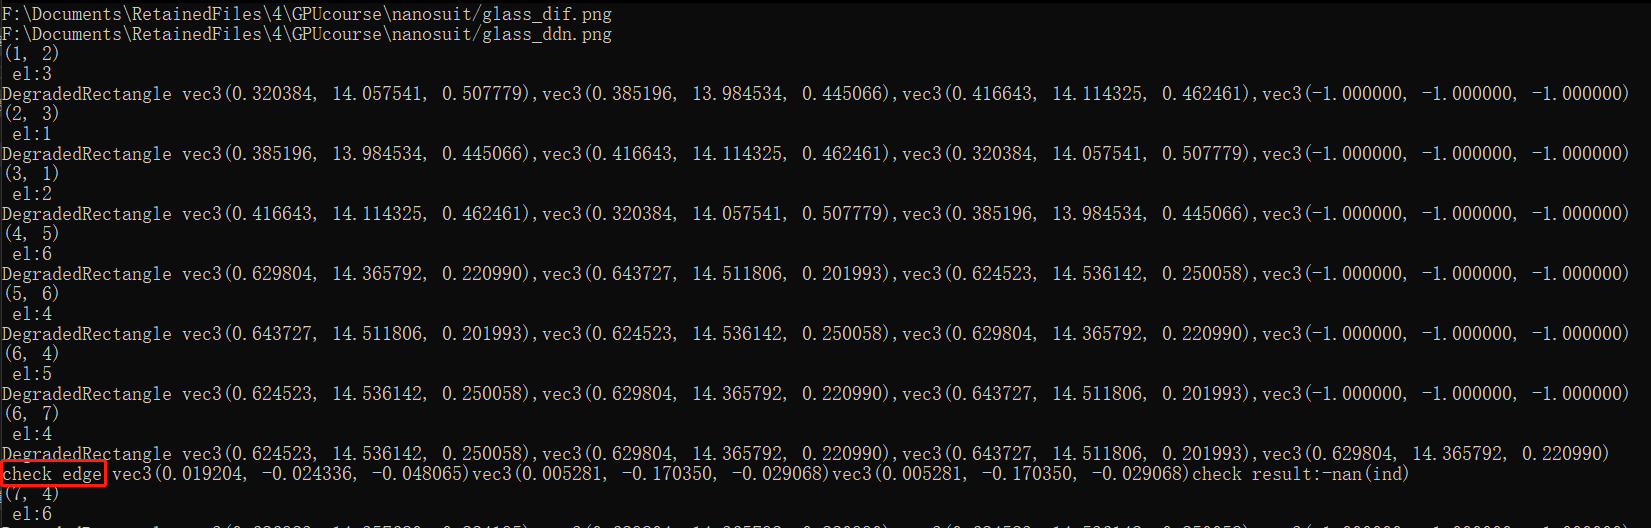 F:\Documents\RetainedFiles\4\GPUcourse\nanosuit/glass_dif.png
F:\Documents\RetainedFiles\4\GPUcourse\nanosuit/glass_ddn.png
(1, 2)
el:3
DegradedRectangle vec3(0.320384, 14.057541, 0.507779),vec3(0.385196, 13.984534, 0.445066),vec3(0.416643, 14.114325, 0.462461),vec3(-1.000000, -1.000000, -1.000000)
(2, 3)
el:1
DegradedRectangle vec3(0.385196, 13.984534, 0.445066),vec3(0.416643, 14.114325, 0.462461),vec3(0.320384, 14.057541, 0.507779),vec3(-1.000000, -1.000000, -1.000000)
(3, 1)
el:2
DegradedRectangle vec3(0.416643, 14.114325, 0.462461),vec3(0.320384, 14.057541, 0.507779),vec3(0.385196, 13.984534, 0.445066),vec3(-1.000000, -1.000000, -1.000000)
(4, 5)
el:6
DegradedRectangle vec3(0.629804, 14.365792, 0.220990),vec3(0.643727, 14.511806, 0.201993),vec3(0.624523, 14.536142, 0.250058),vec3(-1.000000, -1.000000, -1.000000)
(5, 6)
el:4
DegradedRectangle vec3(0.643727, 14.511806, 0.201993),vec3(0.624523, 14.536142, 0.250058),vec3(0.629804, 14.365792, 0.220990),vec3(-1.000000, -1.000000, -1.000000)
(6, 4)
el:5
DegradedRectangle vec3(0.624523, 14.536142, 0.250058),vec3(0.629804, 14.365792, 0.220990),vec3(0.643727, 14.511806, 0.201993),vec3(-1.000000, -1.000000, -1.000000)
(6, 7)
el:4
DegradedRectangle vec3(0.624523, 14.536142, 0.250058),vec3(0.629804, 14.365792, 0.220990),vec3(0.643727, 14.511806, 0.201993),vec3(0.629804, 14.365792, 0.220990)
check edge vec3(0.019204, -0.024336, -0.048065)vec3(0.005281, -0.170350, -0.029068)vec3(0.005281, -0.170350, -0.029068)check result:-nan(ind)
(7, 4)
el:6